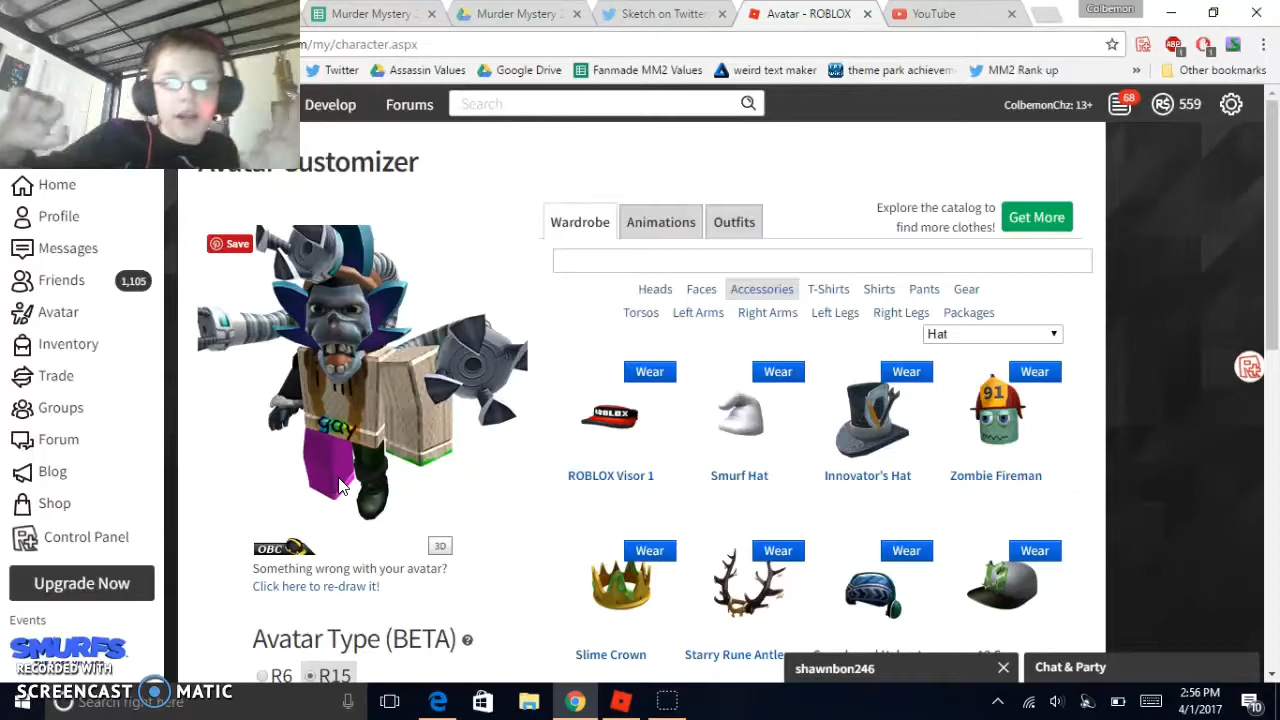 Murder Mystery
Murder Mystery
Sketch on Twitter
Avatar - ROBLOX
YouTube
Colbemon
m/my/character.aspx
Twitter
Assassin Values
Google Drive
Fanmade MM2 Values
weird text maker
theme park achievem
MM2 Rank up
Other bookmarks
Develop
Forums
Search
ColbemonChz: 13+
68
559
Avatar Customizer
Home
Profile
Messages
Friends
1,105
Avatar
Inventory
Trade
Groups
Forum
Blog
Shop
Control Panel
Upgrade Now
Events
SMURFS
RECORDED WITH
SCREENCAST MATIC
Save
gay
OBC
3D
Something wrong with your avatar?
Click here to re-draw it!
Avatar Type (BETA)
R6
R15
Wardrobe
Animations
Outfits
Explore the catalog to
find more clothes!
Get More
Heads Faces Accessories T-Shirts Shirts Pants Gear
Torsos Left Arms Right Arms Left Legs Right Legs Packages
Hat
Wear Wear Wear Wear
ROBLOX
91
ROBLOX Visor 1
Smurf Hat
Innovator's Hat
Zombie Fireman
Wear Wear Wear Wear
Slime Crown
Starry Rune Antle
shawnbon246
Chat & Party
2:56 PM
4/1/2017
10